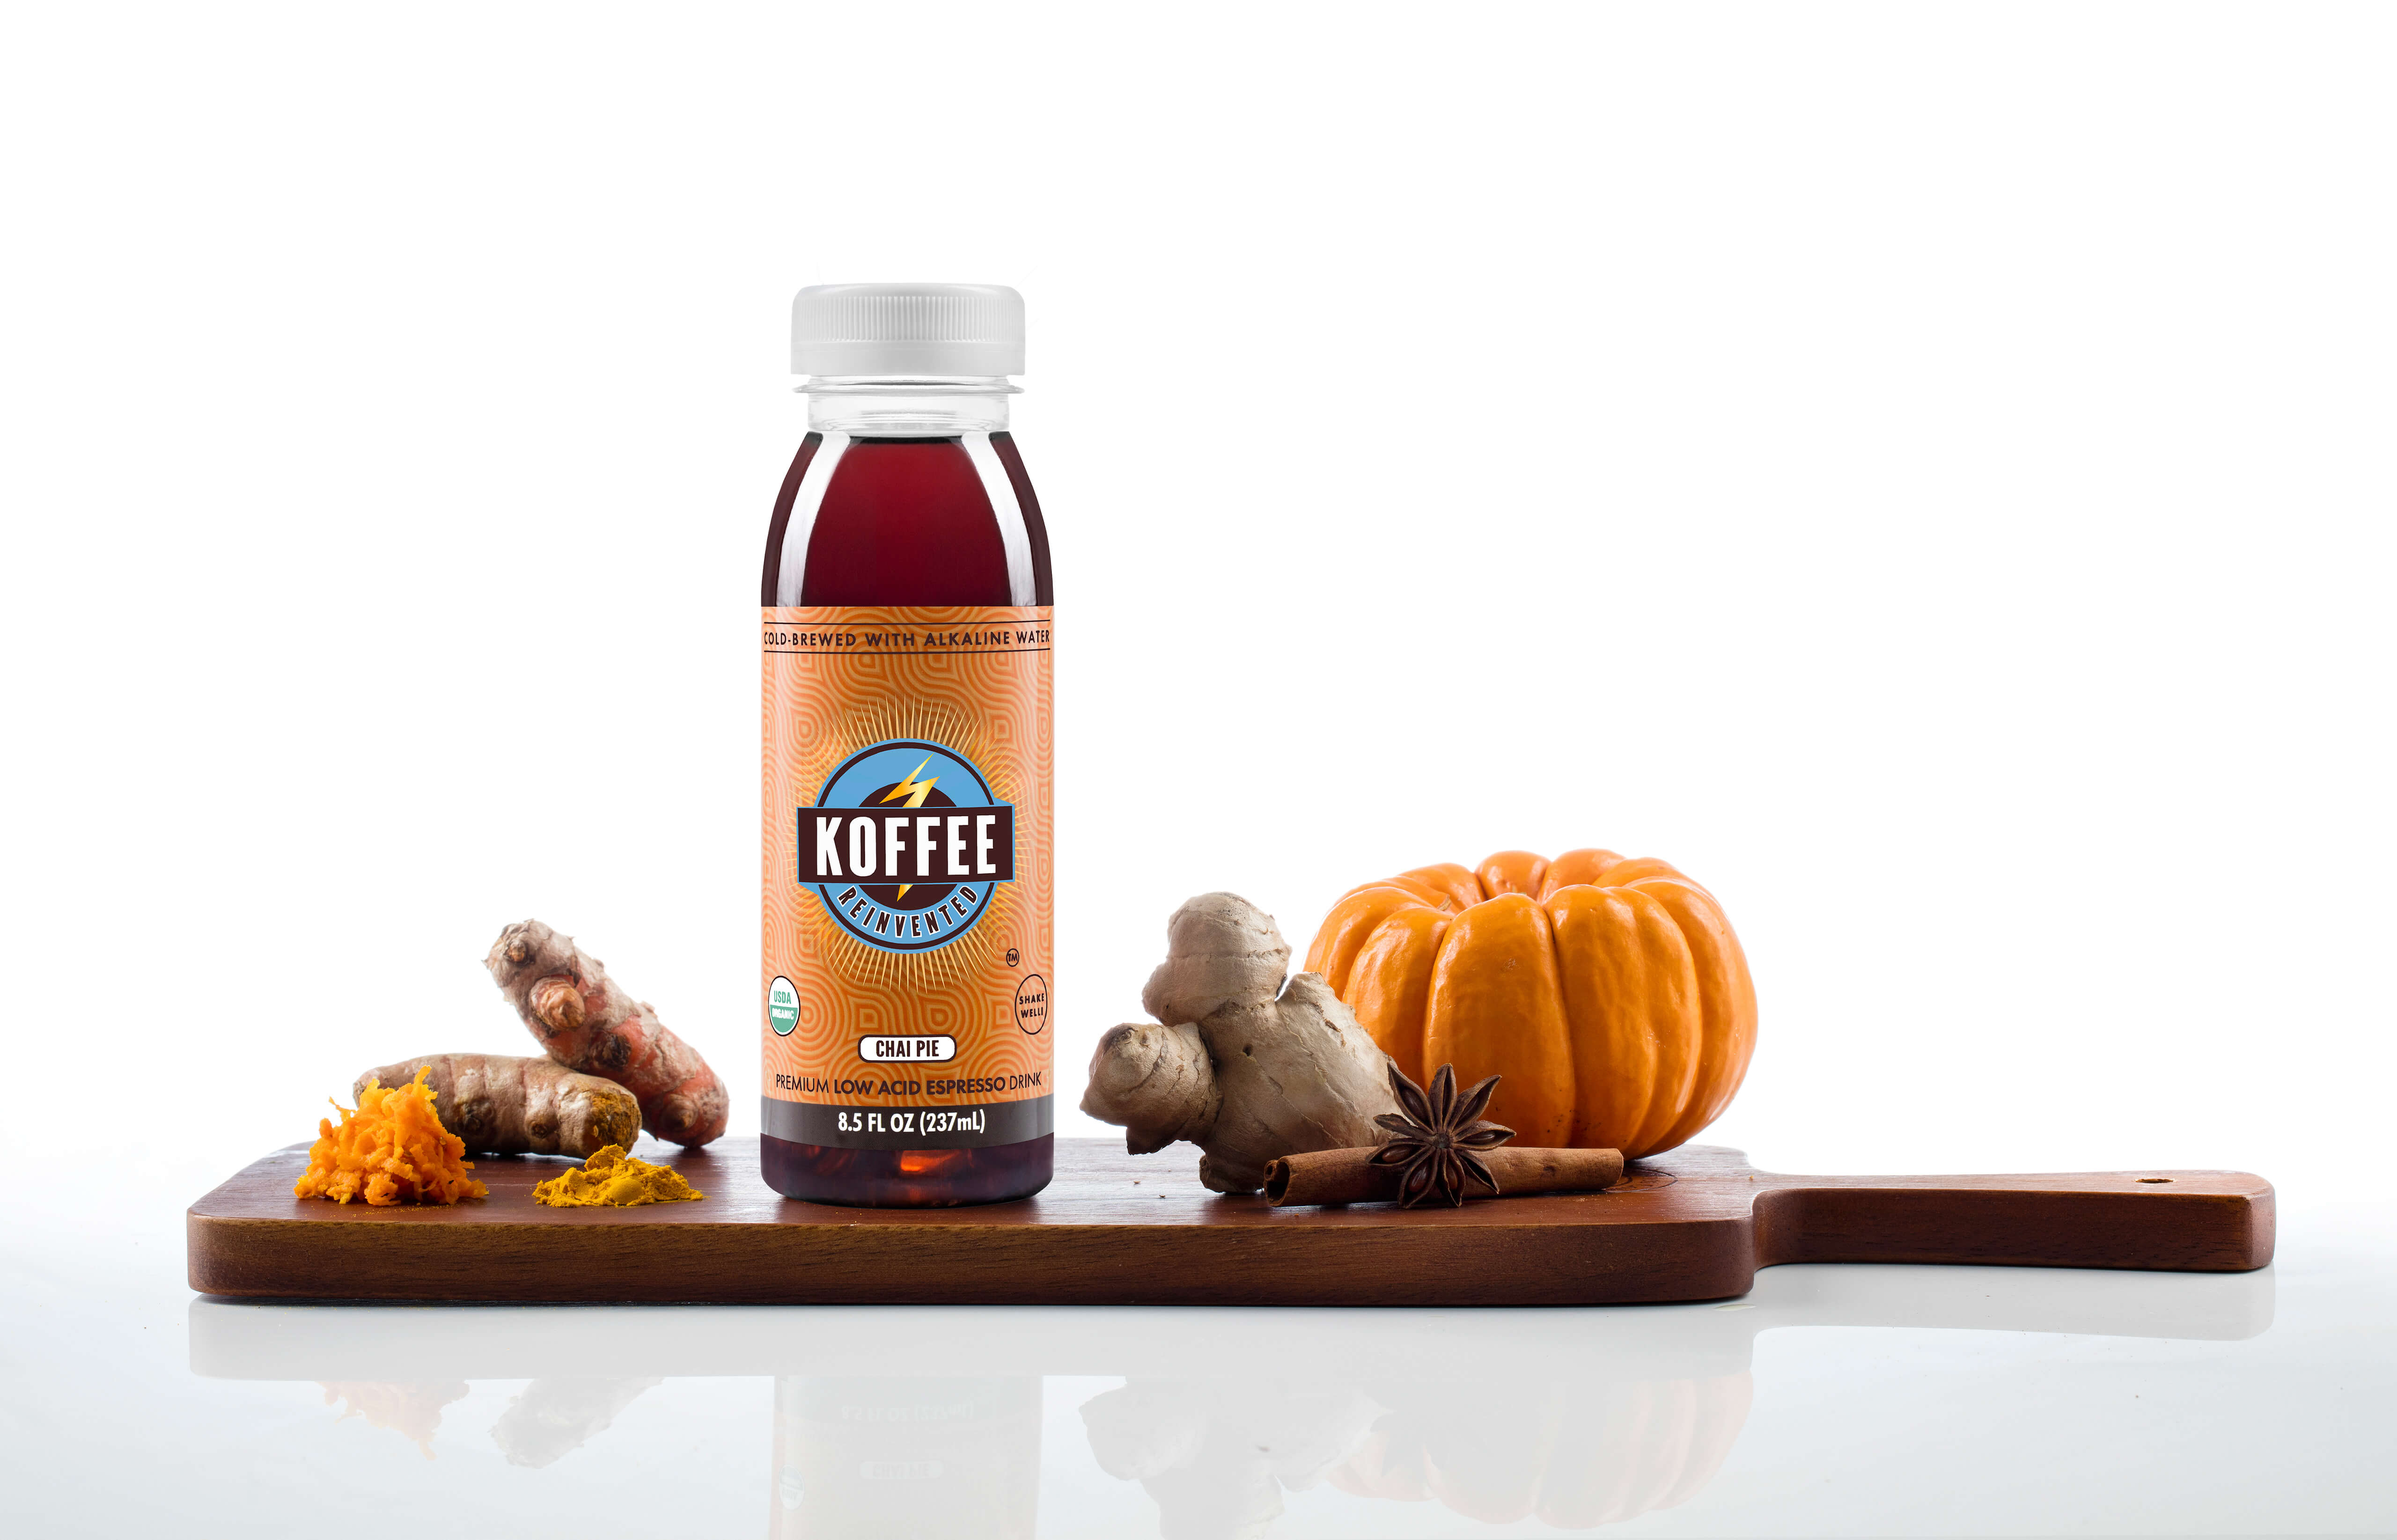 COLD-BREWED WITH ALKALINE WATER
KOFFEE
REINVENTED
TM
USDA
ORGANIC
SHAKE
WELL!
CHAI PIE
PREMIUM LOW ACID ESPRESSO DRINK
8.5 FL OZ (237mL)